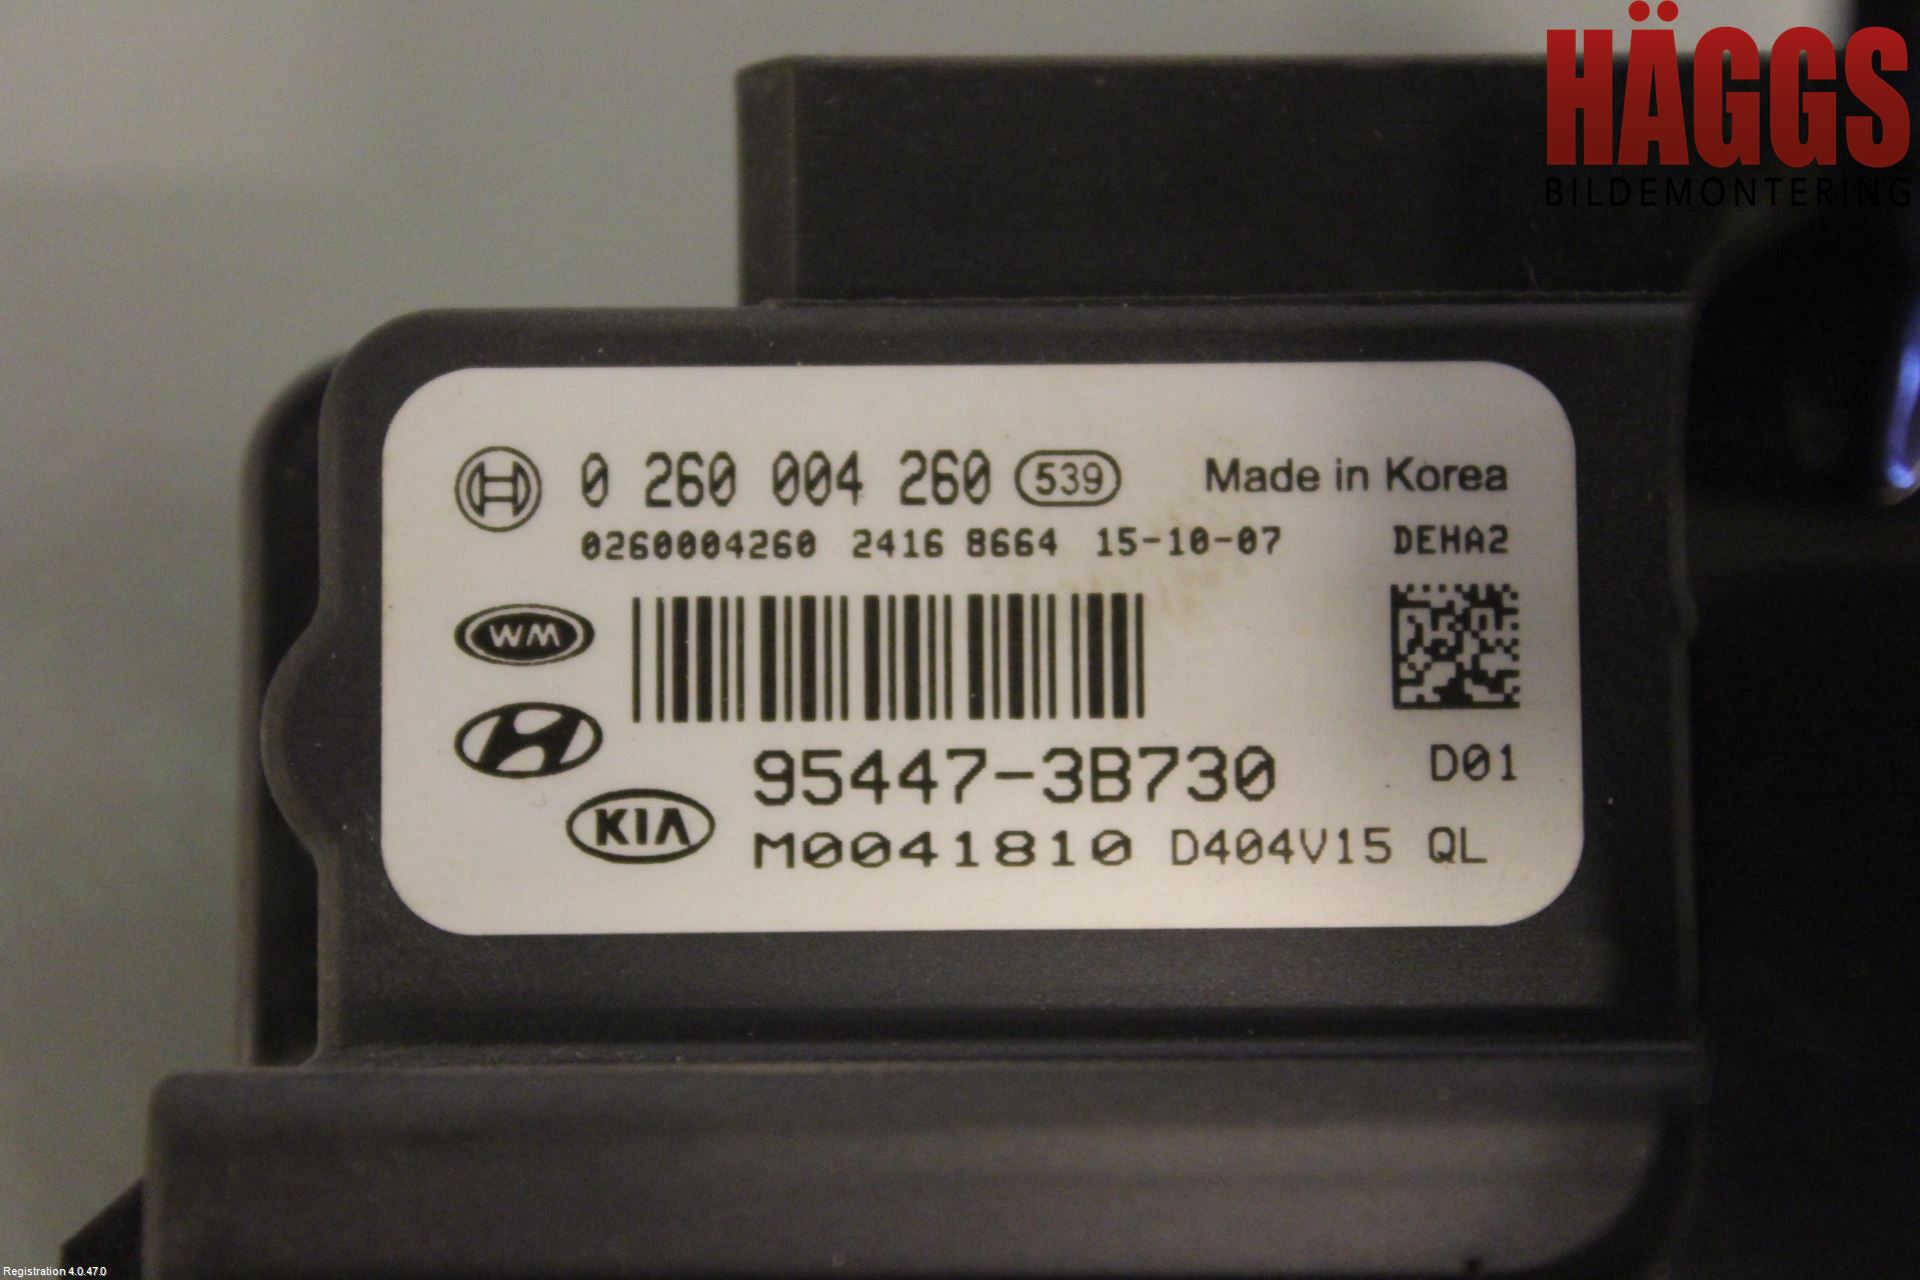 HÄGGS
BILDEMONTERING
0 260 004 260 539 Made in Korea
0260004260 2416 8664 15-10-07 DEHA2
WM
95447-3B730 D01
KIA
M0041810 D404V15 QL
Registration 4.0.47.0